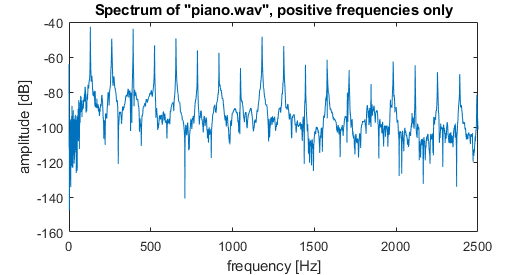 Spectrum of "piano.wav", positive frequencies only
-40
-60
-80
-100
-120
-140
-160
amplitude [dB]
0 500 1000 1500 2000 2500
frequency [Hz]